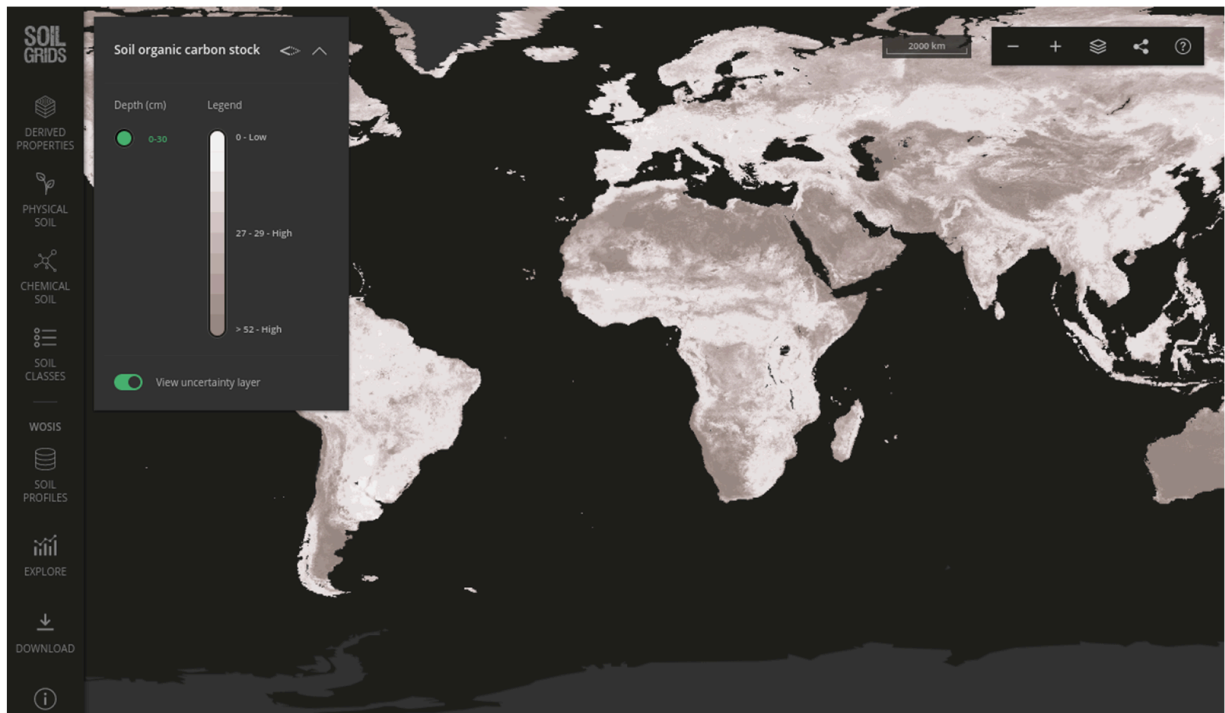 SOIL
GRIDS
DERIVED
PROPERTIES
PHYSICAL
SOIL
CHEMICAL
SOIL
SOIL
CLASSES
WOSIS
SOIL
PROFILES
EXPLORE
DOWNLOAD
Soil organic carbon stock
Depth (cm)
Legend
0-30
0 - Low
27 - 29 - High
> 52 - High
View uncertainty layer
2000 km